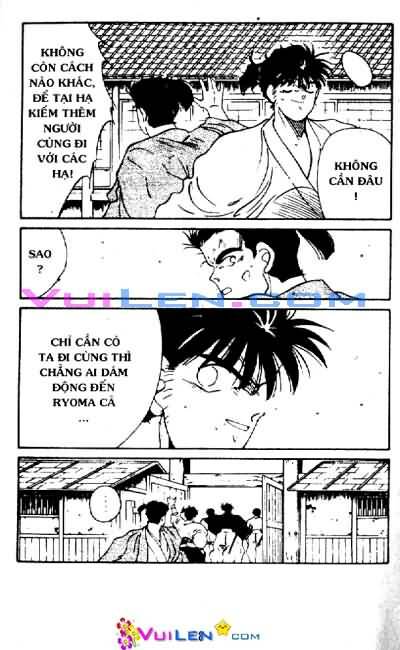 KHÔNG
CÒN CÁCH
NÀO KHÁC,
ĐỂ TẠI HẠ
KIẾM THÊM
NGƯỜI
CÙNG ĐI
VỚI CÁC
HẠ!
KHÔNG
CẦN ĐÂU
!
SAO
?
VUILEN.COM
CHỈ CẦN CÓ
TA ĐI CÙNG THÌ
CHẲNG AI DÁM
ĐỘNG ĐẾN
RYOMA CẢ
...
...
VUILEN.COM